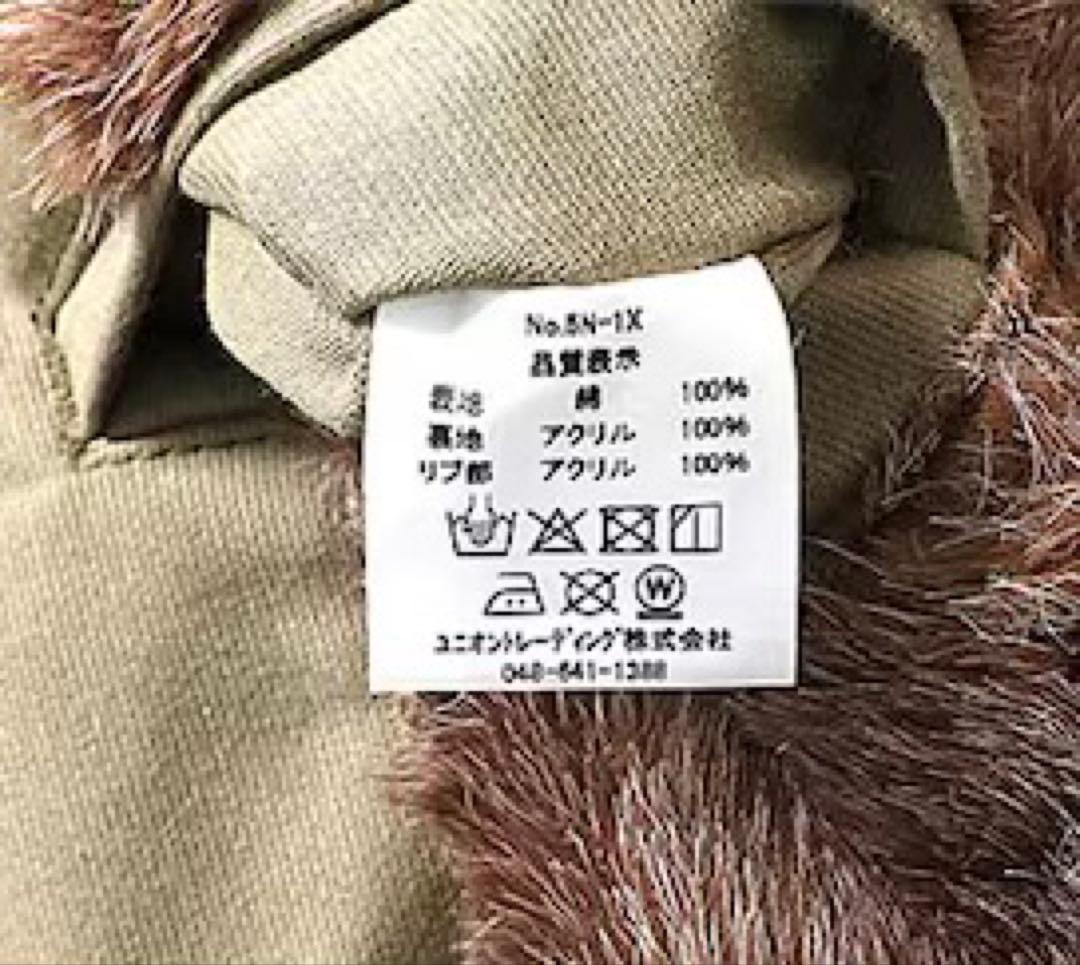 No.5N-1X
品質表示
表地 綿 100%
裏地 アクリル 100%
リブ部 アクリル 100%
W
ユニオントレーディング株式会社
048-641-1388